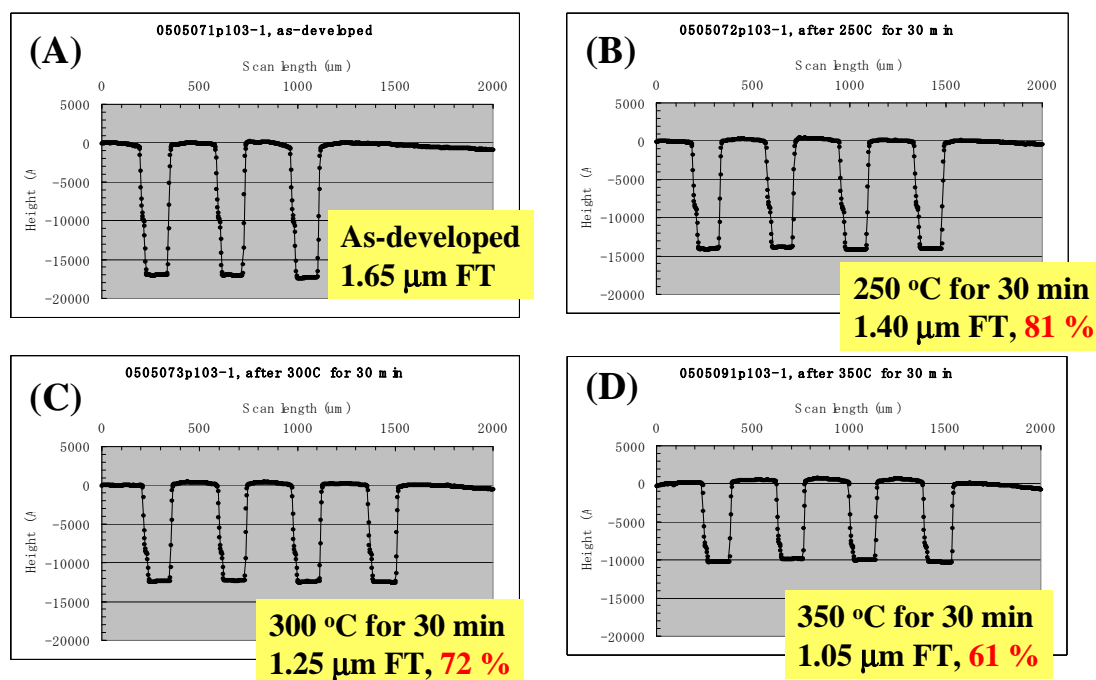 (A)
0505071p103-1, as-developed
Scan length (um)
0 500 1000 1500 2000
5000
0
-5000
-10000
-15000
-20000
Height (A
As-developed
1.65 μm FT
(B)
0505072p103-1, after 250C for 30 min
Scan length (um)
0 500 1000 1500 2000
5000
0
-5000
-10000
-15000
-20000
Height (A
250 °C for 30 min
1.40 μm FT, 81 %
(C)
0505073p103-1, after 300C for 30 min
Scan length (um)
0 500 1000 1500 2000
5000
0
-5000
-10000
-15000
-20000
Height (A
300 °C for 30 min
1.25 μm FT, 72 %
(D)
0505091p103-1, after 350C for 30 min
Scan length (um)
0 500 1000 1500 2000
5000
0
-5000
-10000
-15000
-20000
Height (A
350 °C for 30 min
1.05 μm FT, 61 %